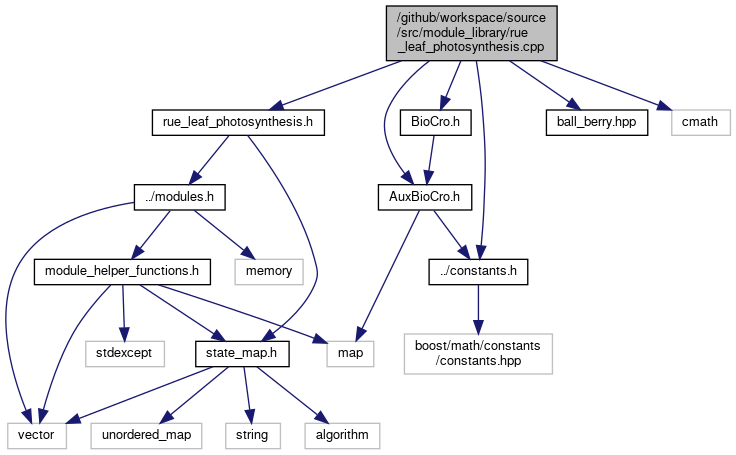 /github/workspace/source
/src/module_library/rue
_leaf_photosynthesis.cpp
rue_leaf_photosynthesis.h
BioCro.h
ball_berry.hpp
cmath
../modules.h
AuxBioCro.h
module_helper_functions.h
memory
../constants.h
stdexcept
state_map.h
map
boost/math/constants
/constants.hpp
vector
unordered_map
string
algorithm